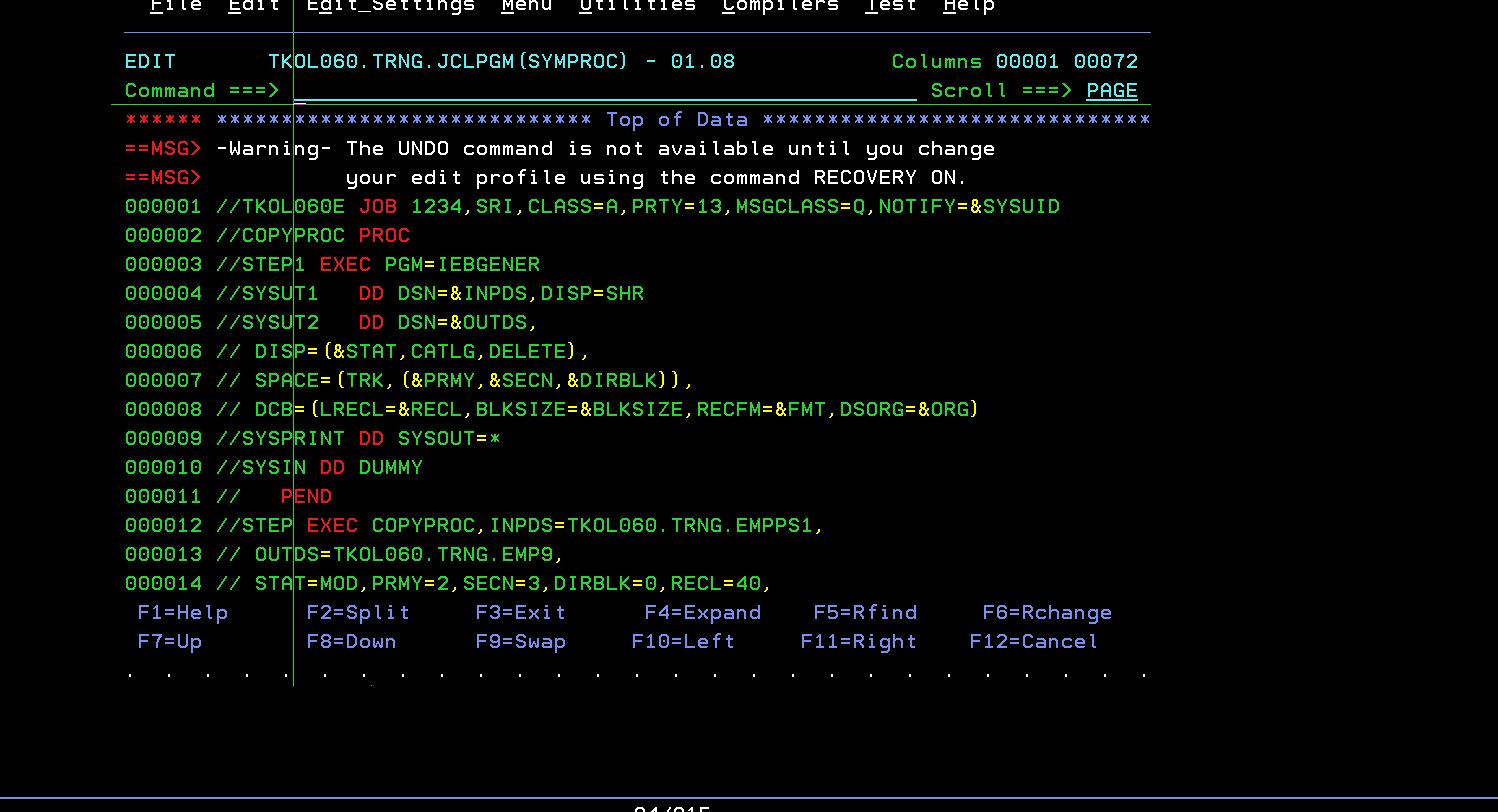 File  Edit  Edit_Settings  Menu  Utilities  Compilers  Test  Help
EDIT       TKOL060.TRNG.JCLPGM(SYMPROC) - 01.08            Columns 00001 00072
Command ===>                                                  Scroll ===> PAGE
****** ***************************** Top of Data ******************************
==MSG> -Warning- The UNDO command is not available until you change
==MSG>           your edit profile using the command RECOVERY ON.
000001 //TKOL060E JOB 1234,SRI,CLASS=A,PRTY=13,MSGCLASS=Q,NOTIFY=&SYSUID
000002 //COPYPROC PROC
000003 //STEP1 EXEC PGM=IEBGENER
000004 //SYSUT1   DD DSN=&INPDS,DISP=SHR
000005 //SYSUT2   DD DSN=&OUTDS,
000006 // DISP=(&STAT,CATLG,DELETE),
000007 // SPACE=(TRK,(&PRMY,&SECN,&DIRBLK)),
000008 // DCB=(LRECL=&RECL,BLKSIZE=&BLKSIZE,RECFM=&FMT,DSORG=&ORG)
000009 //SYSPRINT DD SYSOUT=*
000010 //SYSIN DD DUMMY
000011 //   PEND
000012 //STEP EXEC COPYPROC,INPDS=TKOL060.TRNG.EMPPS1,
000013 // OUTDS=TKOL060.TRNG.EMP9,
000014 // STAT=MOD,PRMY=2,SECN=3,DIRBLK=0,RECL=40,
F1=Help      F2=Split     F3=Exit      F4=Expand    F5=Rfind     F6=Rchange
F7=Up        F8=Down      F9=Swap     F10=Left     F11=Right    F12=Cancel
. . . . . . . . . . . . . . . . . . . . . . . . . . .